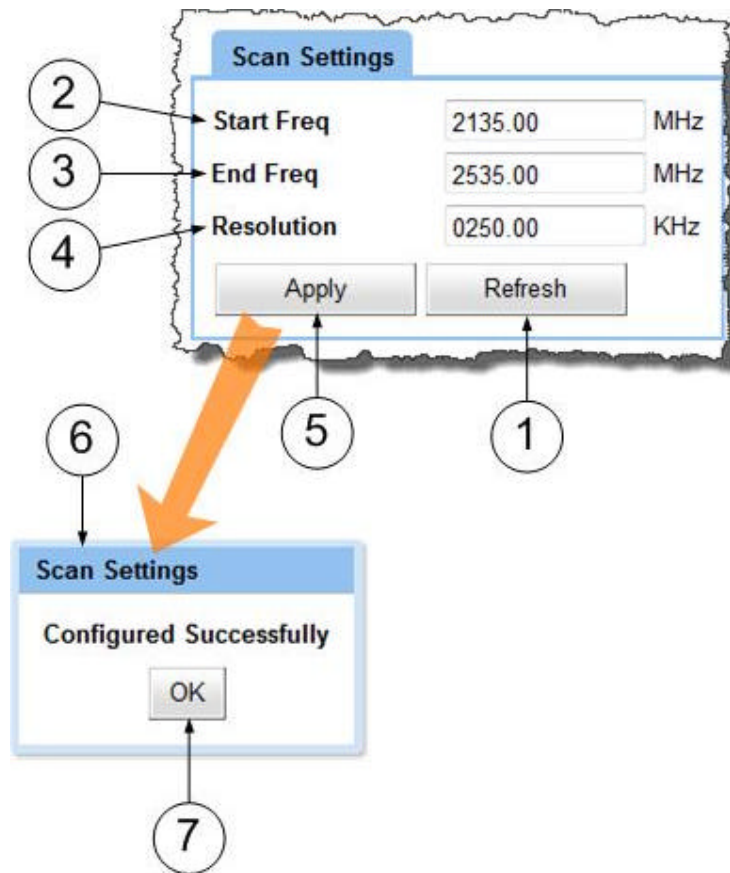 Scan Settings
2
Start Freq 2135.00 MHz
3
End Freq 2535.00 MHz
4
Resolution 0250.00 KHz
Apply Refresh
6
5
1
Scan Settings
Configured Successfully
OK
7